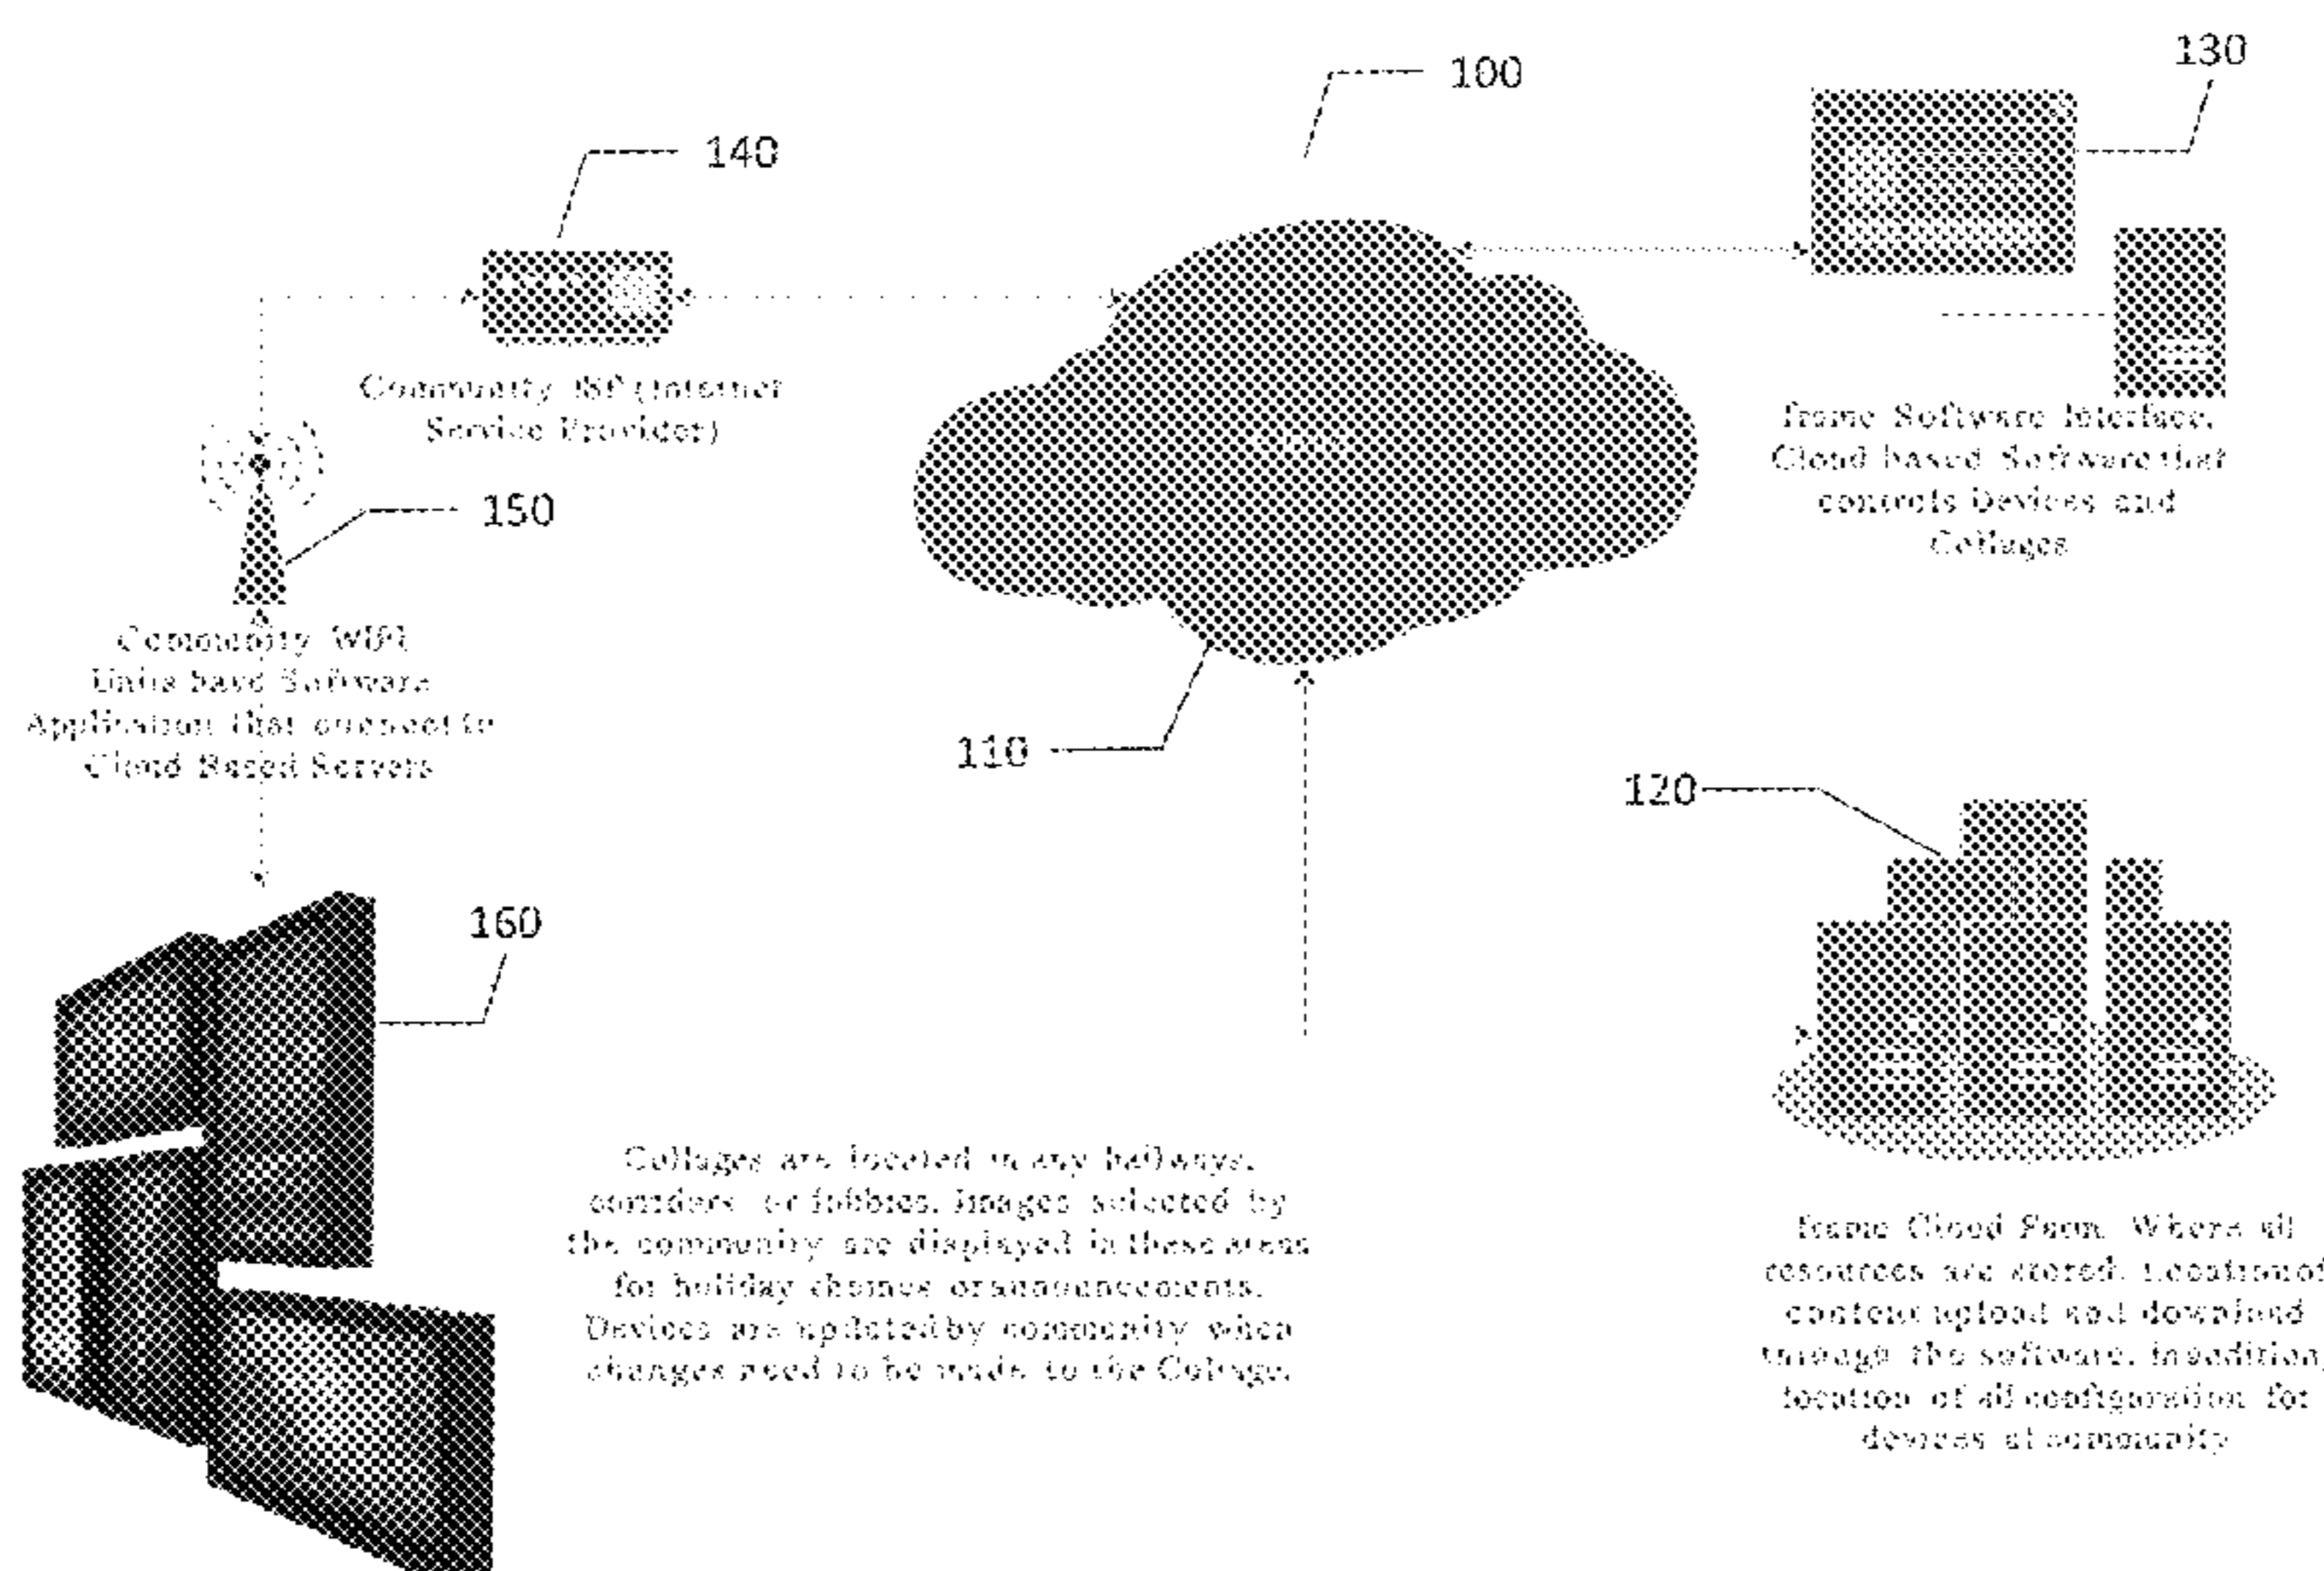 130
100
140
Community ISP (Internet
Service Provider)
150
frame Software Interface.
Cloud based Software that
controls Devices and
Collages
Community WIFI
Units have Software
Application that connect to
Cloud Based Servers
110
120
160
Collages are located in any hallways,
or lobbies. Images selected by
the community are displayed in these areas
for holiday themes or announcements.
Devices are updated by community when
changes need to be made to the Collage.
frame Cloud Farm. Where all
resources are stored. Location of
content upload and download
through the software. In addition,
location of all configuration for
devices at community